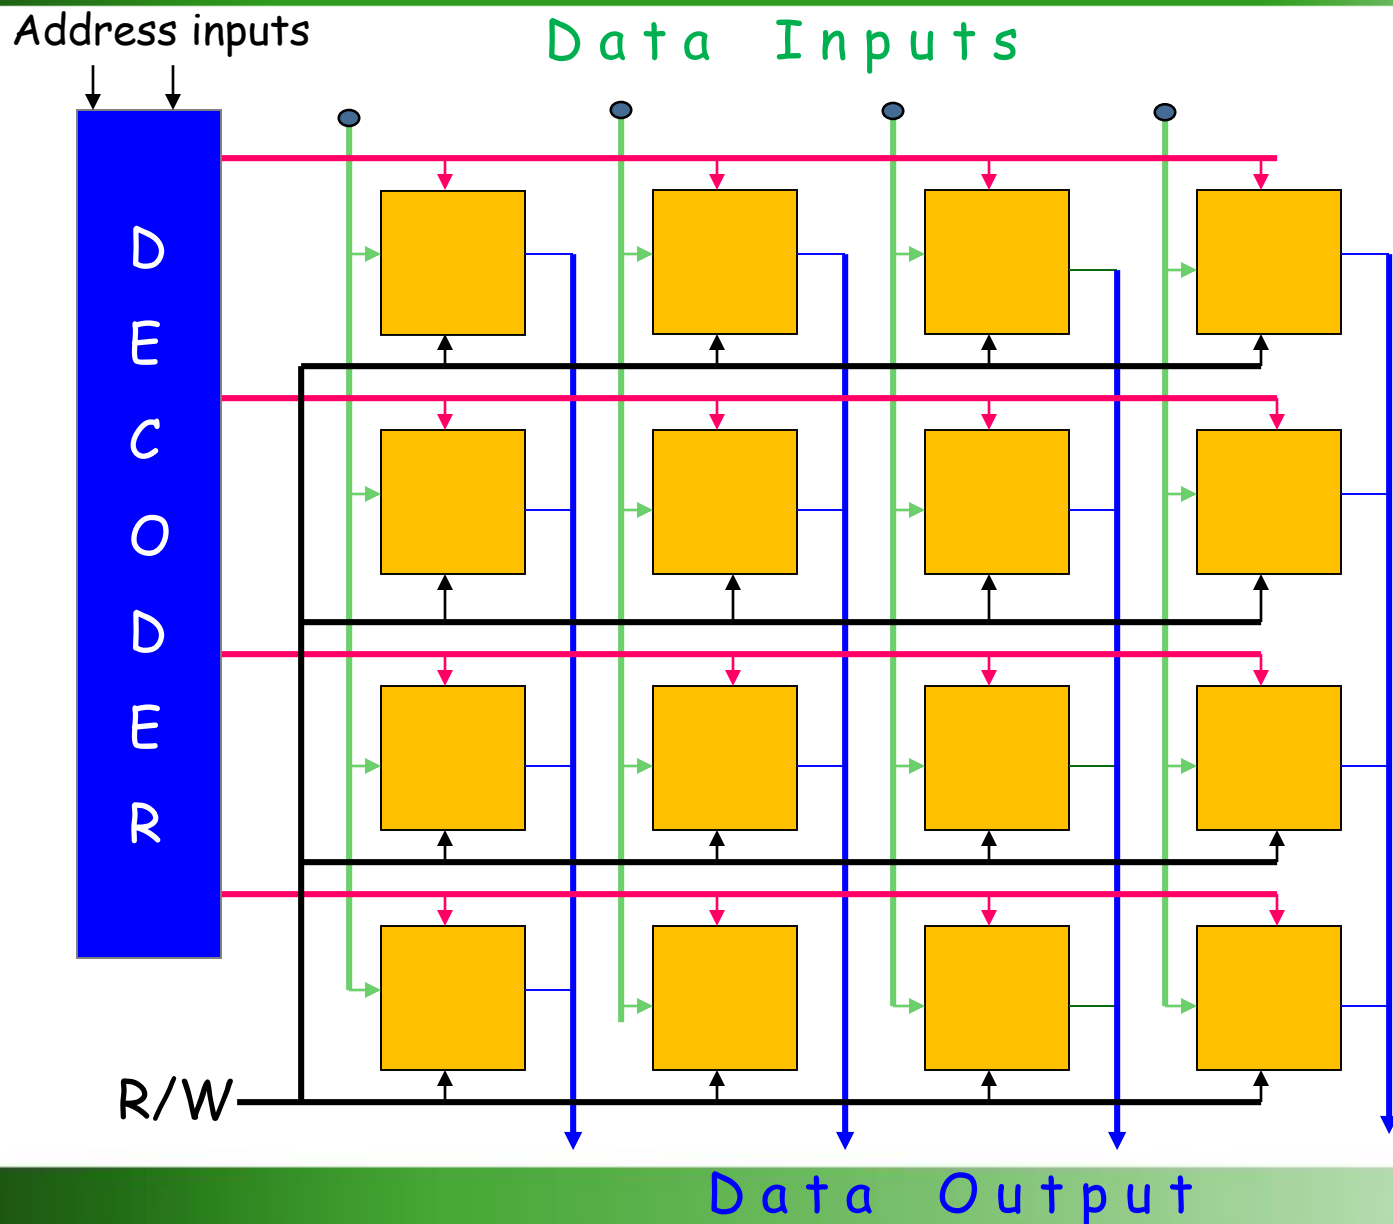 Address inputs
Data Inputs
D
E
C
O
D
E
R
R/W
Data Output